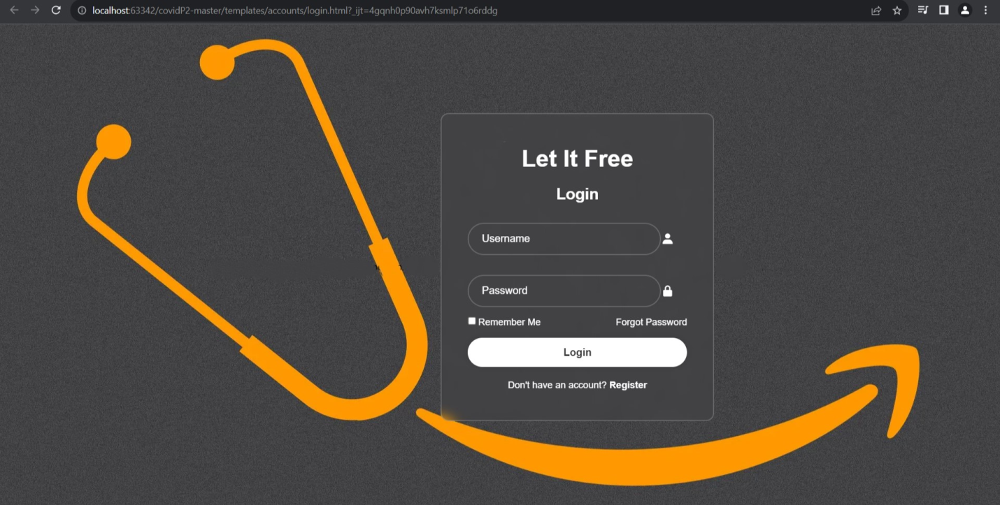 localhost:63342/covidP2-master/templates/accounts/login.html?_ijt=4gqnh0p90avh7ksmlp71o6rddg
Let It Free
Login
Username
Password
Remember Me Forgot Password
Login
Don't have an account? Register